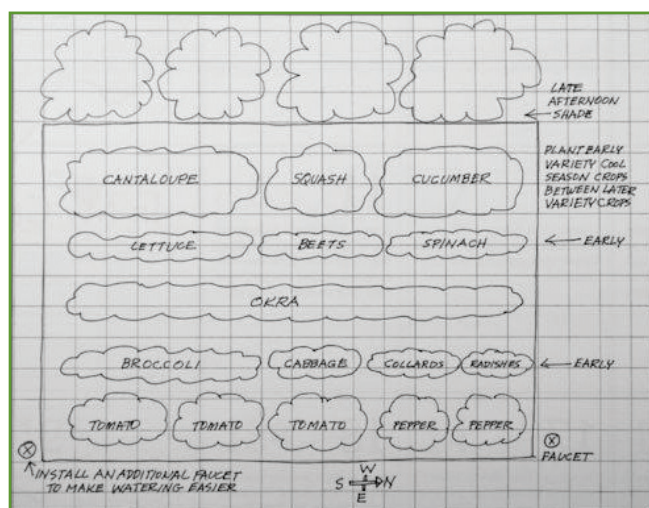 LATE
AFTERNOON
SHADE
PLANT EARLY
VARIETY COOL
SEASON CROPS
BETWEEN LATER
VARIETY CROPS
CANTALOUPE SQUASH CUCUMBER
LETTUCE BEETS SPINACH EARLY
OKRA
BROCCOLI CABBAGE COLLARDS RADISHES EARLY
TOMATO TOMATO TOMATO PEPPER PEPPER
FAUCET
INSTALL AN ADDITIONAL FAUCET
TO MAKE WATERING EASIER
W
S N
E